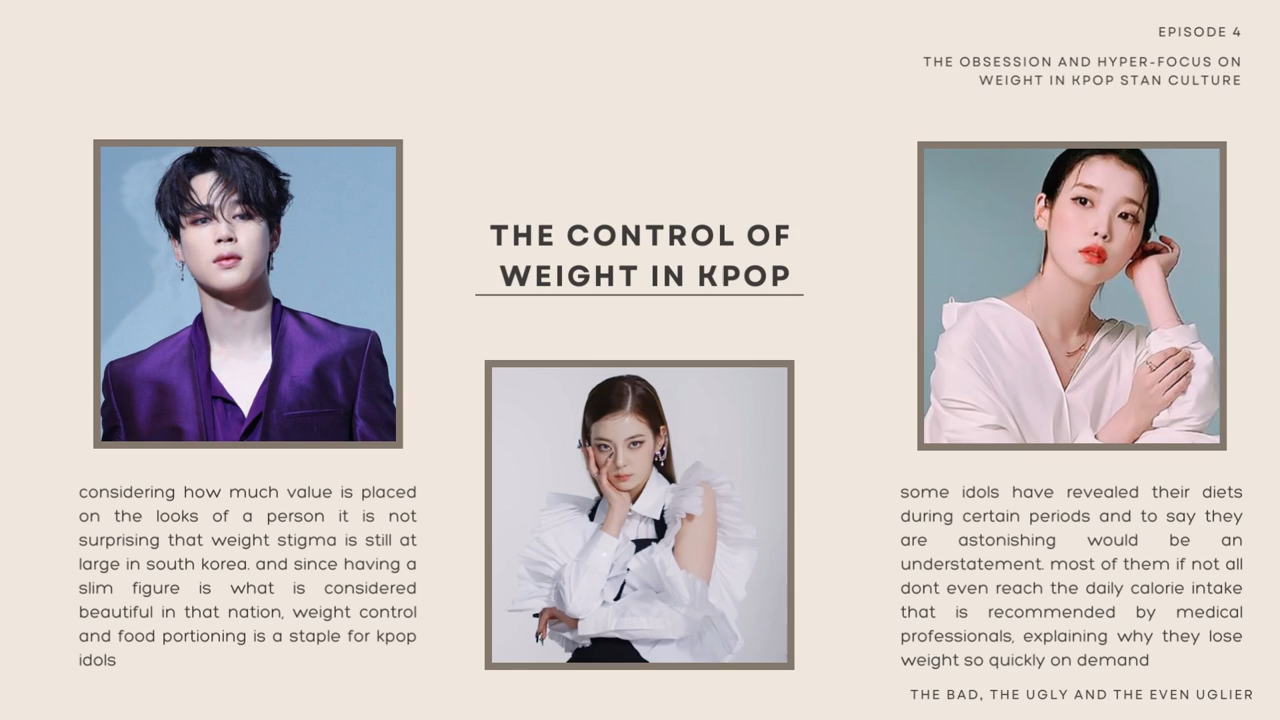 EPISODE 4
THE OBSESSION AND HYPER-FOCUS ON
WEIGHT IN KPOP STAN CULTURE
THE CONTROL OF
WEIGHT IN KPOP
considering how much value is placed
on the looks of a person it is not
surprising that weight stigma is still at
large in south korea. and since having a
slim figure is what is considered
beautiful in that nation, weight control
and food portioning is a staple for kpop
idols
some idols have revealed their diets
during certain periods and to say they
are astonishing would be an
understatement. most of them if not all
dont even reach the daily calorie intake
that is recommended by medical
professionals, explaining why they lose
weight so quickly on demand
THE BAD, THE UGLY AND THE EVEN UGLIER